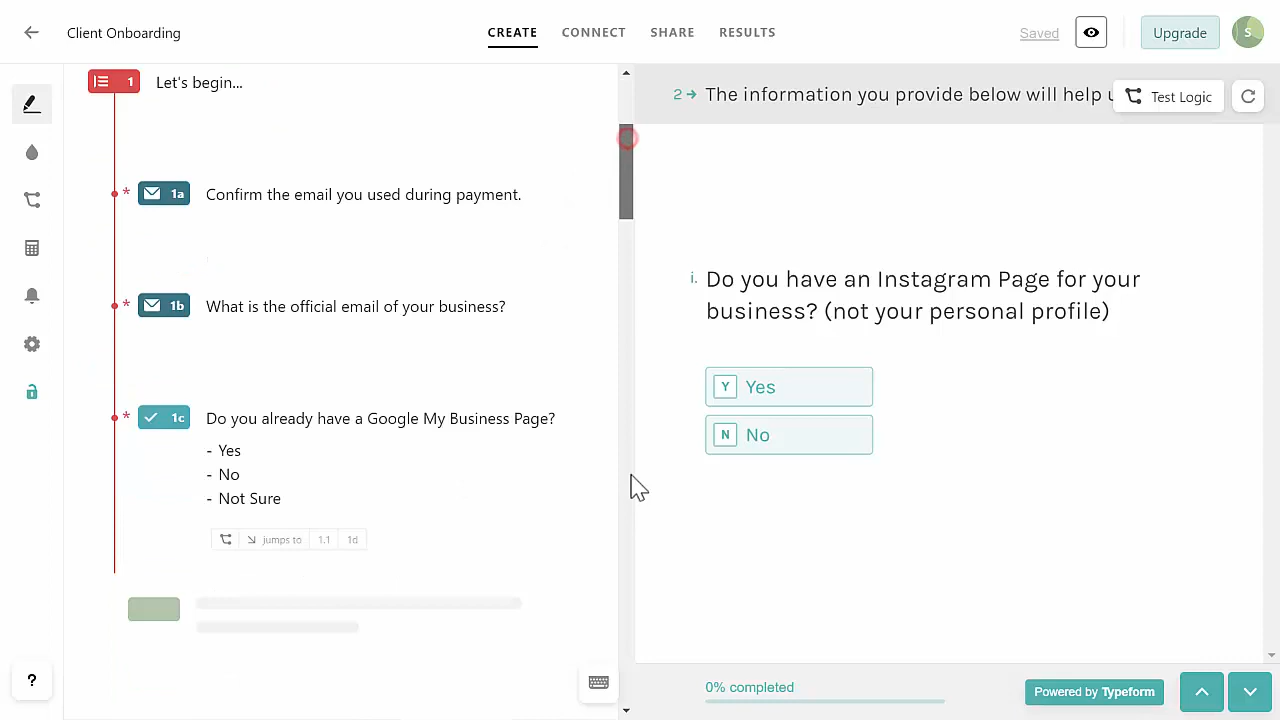 Client Onboarding
CREATE CONNECT SHARE RESULTS
Saved
Upgrade
S
1 Let's begin...
* 1a Confirm the email you used during payment.
* 1b What is the official email of your business?
* 1c Do you already have a Google My Business Page?
- Yes
- No
- Not Sure
jumps to 1.1 1d
?
2 The information you provide below will help
Test Logic
i. Do you have an Instagram Page for your
business? (not your personal profile)
Y Yes
N No
0% completed
Powered by Typeform